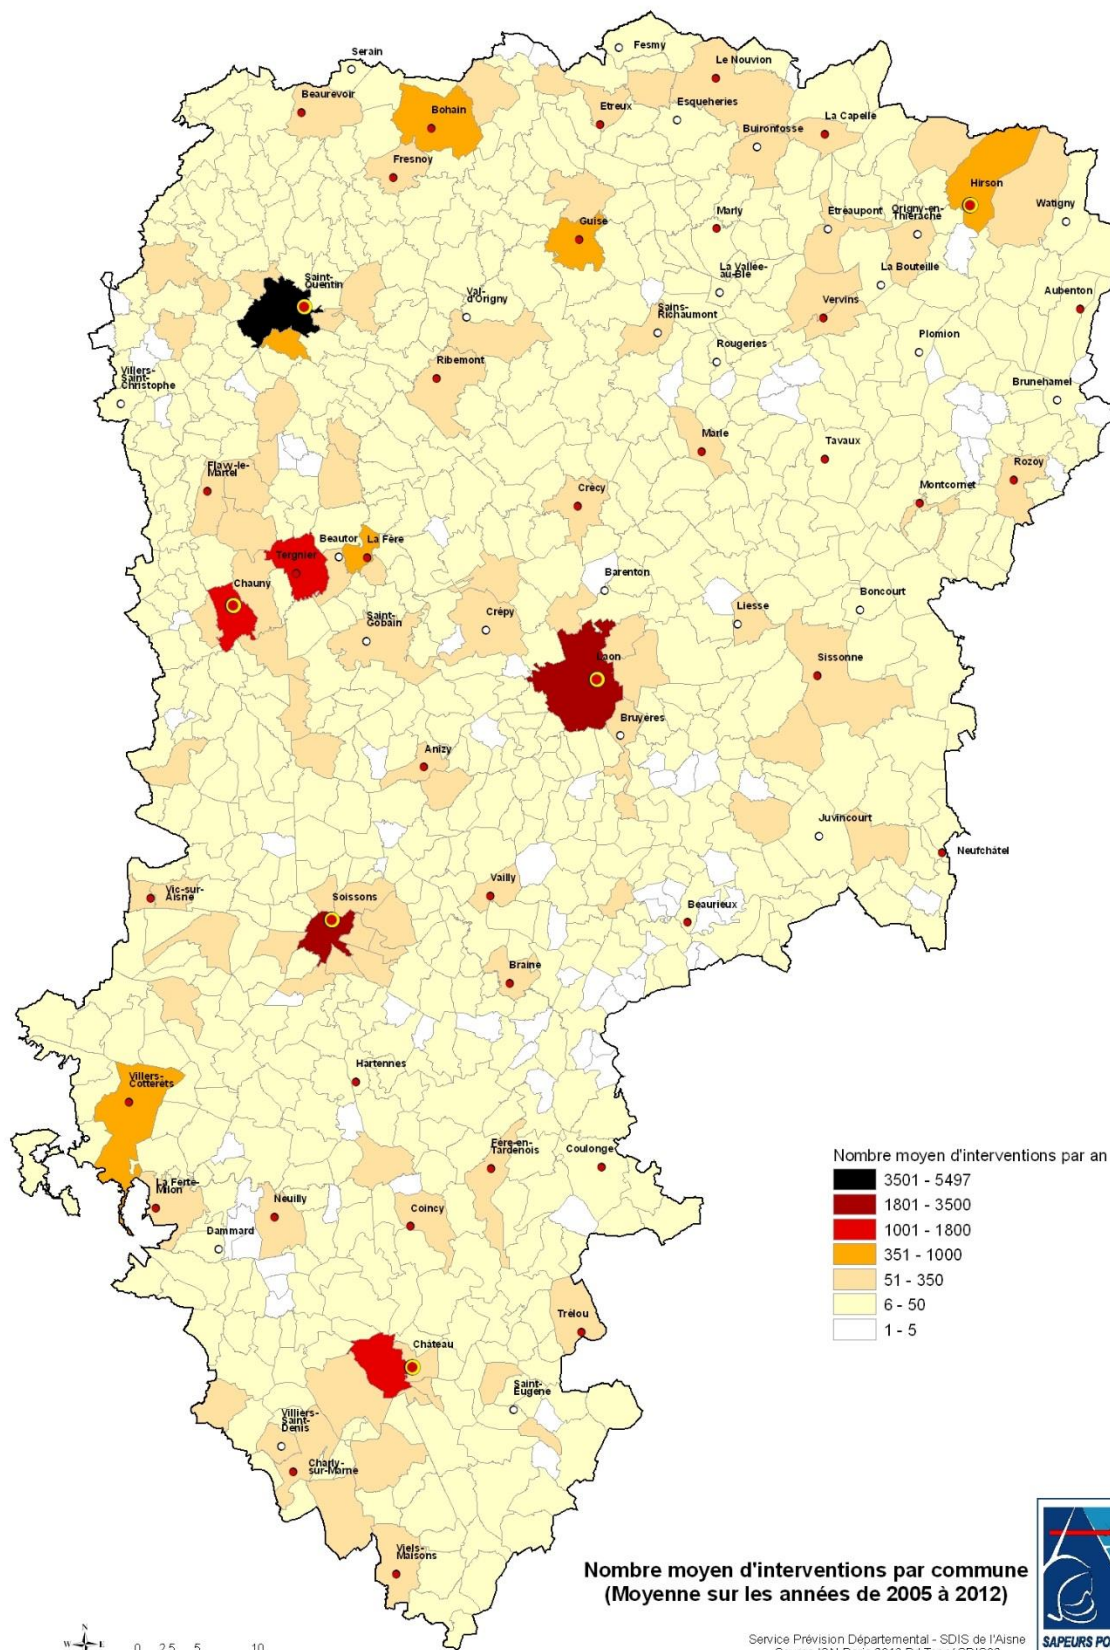 Fesmy
Serain
Le Nouvion
Beaurevoir
Bohain
Etreux
Esqueheries
La Capelle
Buironfosse
Fresnoy
Hirson
Guise
Marly
Etréaupont
Origny-en-
Thiérache
Watigny
La Vallée-
au-Blé
La Bouteille
Saint-
Quentin
Val-
d'Origny
Sains-
Richaumont
Vervins
Aubenton
Rougeries
Plomion
Villers-
Saint-
Christophe
Ribemont
Brunehamel
Marle
Tavaux
Flavy-le-
Martel
Rozoy
Crécy
Montcornet
Beautor
La Fère
Tergnier
Chauny
Barenton
Boncourt
Liesse
Saint-
Gobain
Crépy
Laon
Sissonne
Bruyères
Anizy
Juvincourt
Neufchâtel
Vic-sur-
Aisne
Soissons
Vailly
Beaurieux
Braine
Hartennes
Villers-
Cotterêts
Fère-en-
Tardenois
Coulonge
La Ferté-
Milon
Neuilly
Coincy
Dammard
Trélou
Château
Saint-
Eugène
Villiers-
Saint-
Denis
Charly-
sur-Marne
Viels-
Maisons
Nombre moyen d'interventions par an
3501 - 5497
1801 - 3500
1001 - 1800
351 - 1000
51 - 350
6 - 50
1 - 5
Nombre moyen d'interventions par commune
(Moyenne sur les années de 2005 à 2012)
N
W E
0 2,5 5 10
Service Prévision Départemental - SDIS de l'Aisne
SAPEURS PO